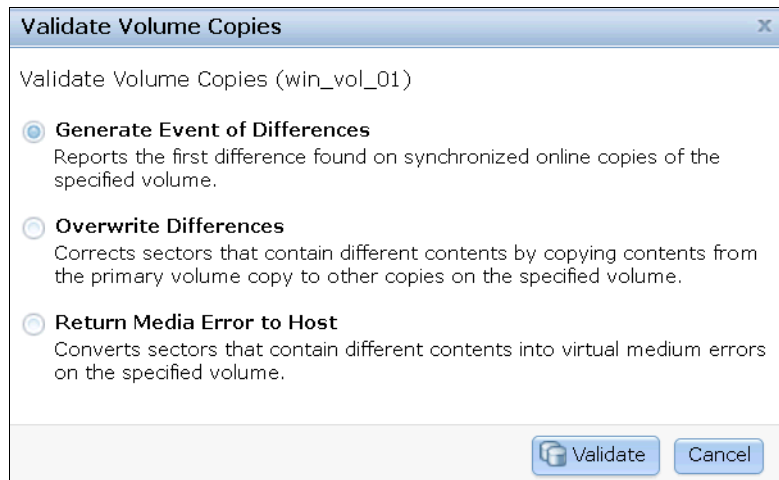 Validate Volume Copies
x
Validate Volume Copies (win_vol_01)
Generate Event of Differences
Reports the first difference found on synchronized online copies of the
specified volume.
Overwrite Differences
Corrects sectors that contain different contents by copying contents from
the primary volume copy to other copies on the specified volume.
Return Media Error to Host
Converts sectors that contain different contents into virtual medium errors
on the specified volume.
Validate Cancel